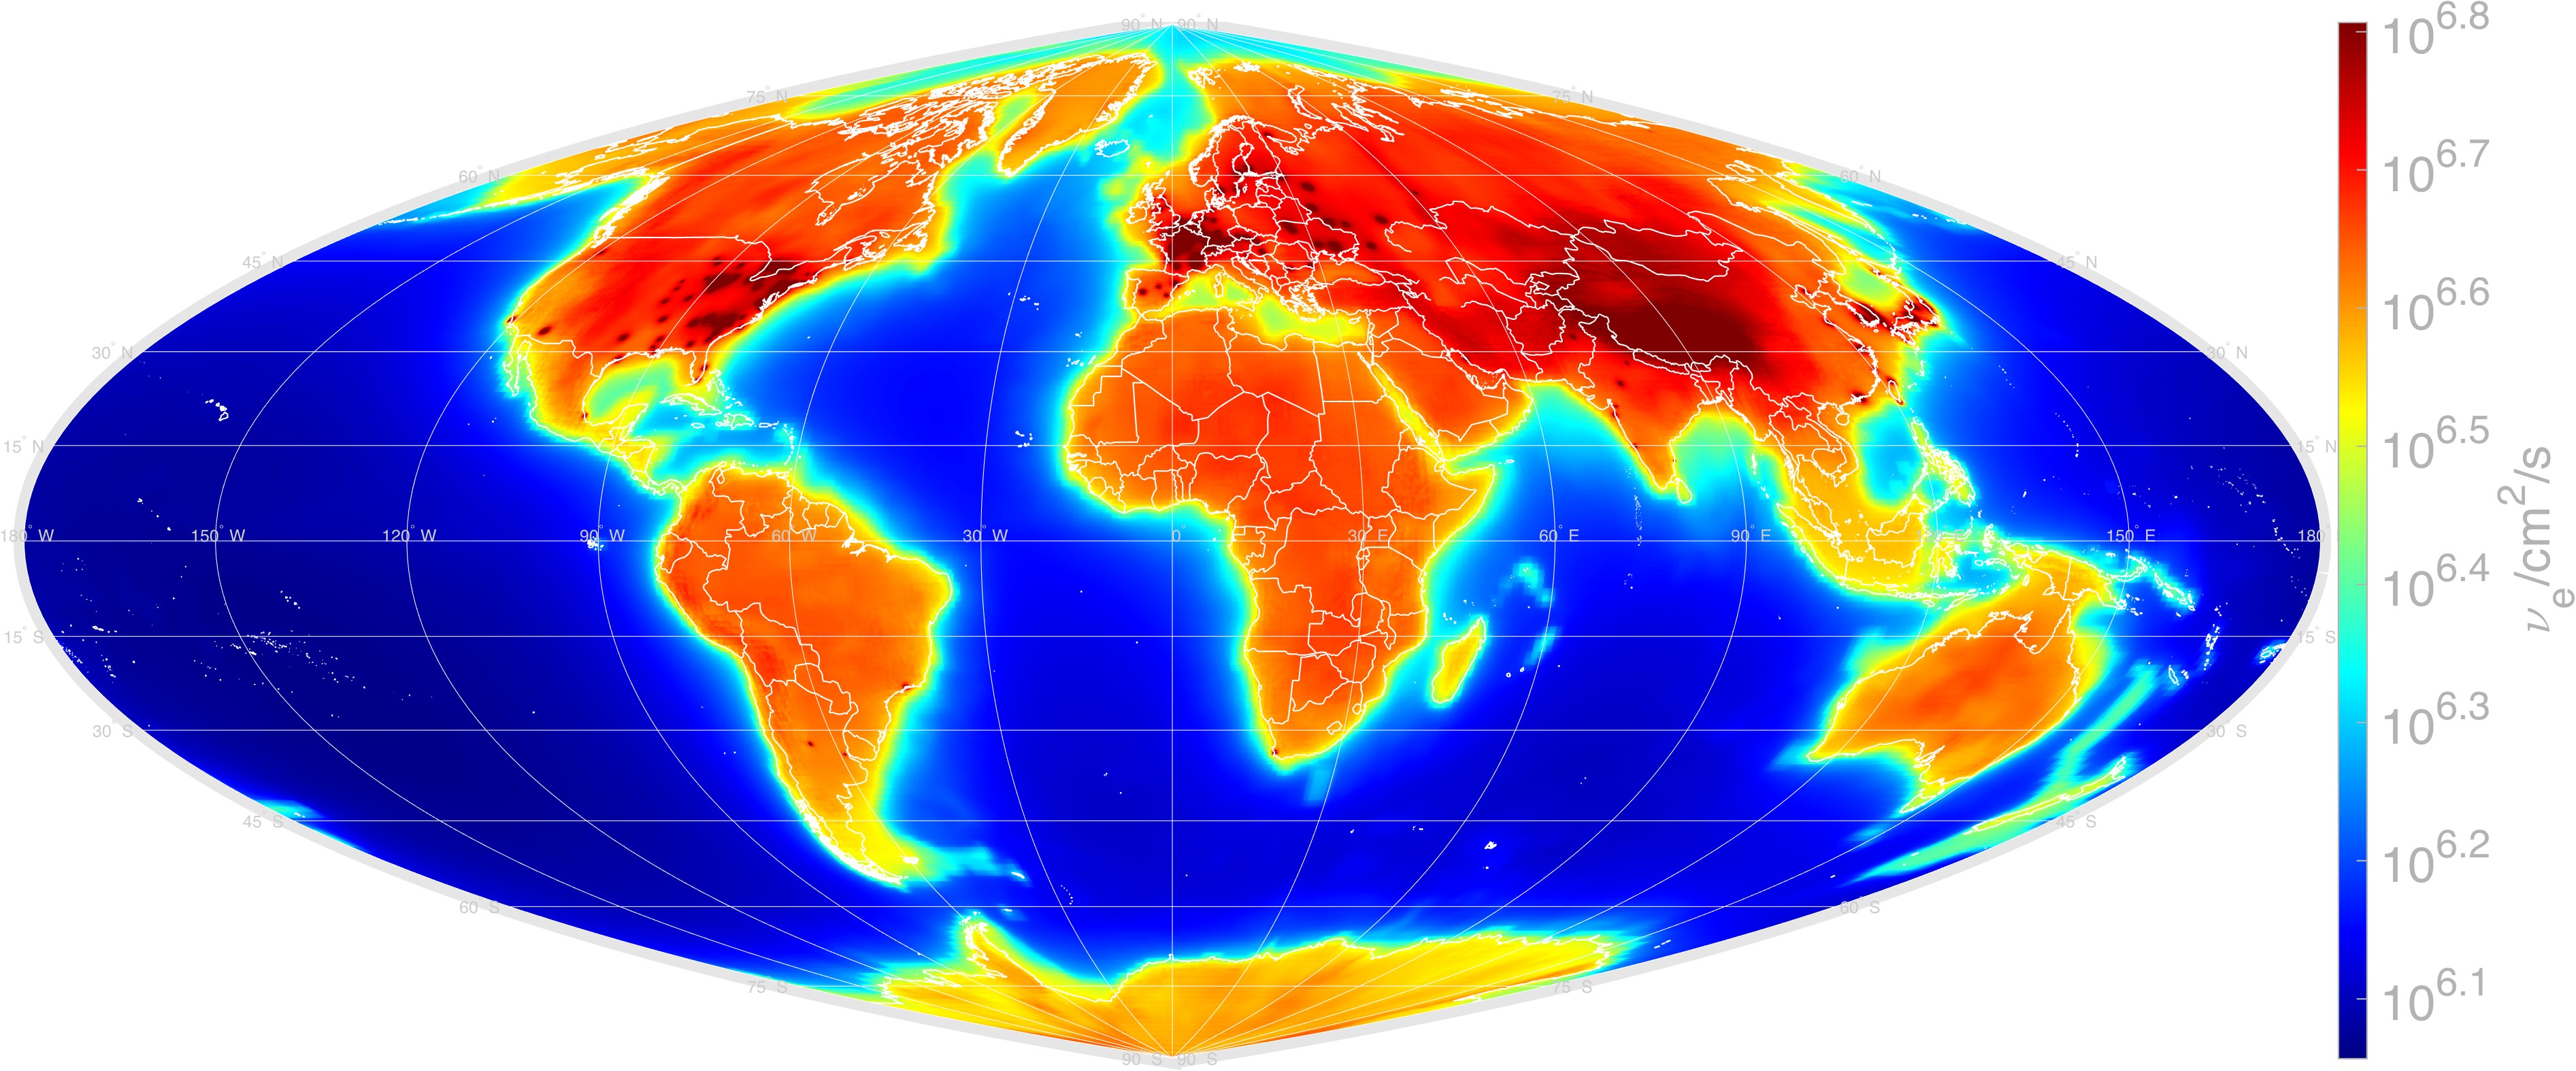 90° N 90° N
75° N 75° N
60° N 60° N
45° N 45° N
30° N 30° N
15° N 15° N
180° W 150° W 120° W 90° W 60° W 30° W 0° 30° E 60° E 90° E 150° E 180°
15° S 15° S
30° S 30° S
45° S 45° S
60° S 60° S
75° S 75° S
90° S 90° S
10^6.8
10^6.7
10^6.6
10^6.5
10^6.4
10^6.3
10^6.2
10^6.1
ν_e/cm^2/s